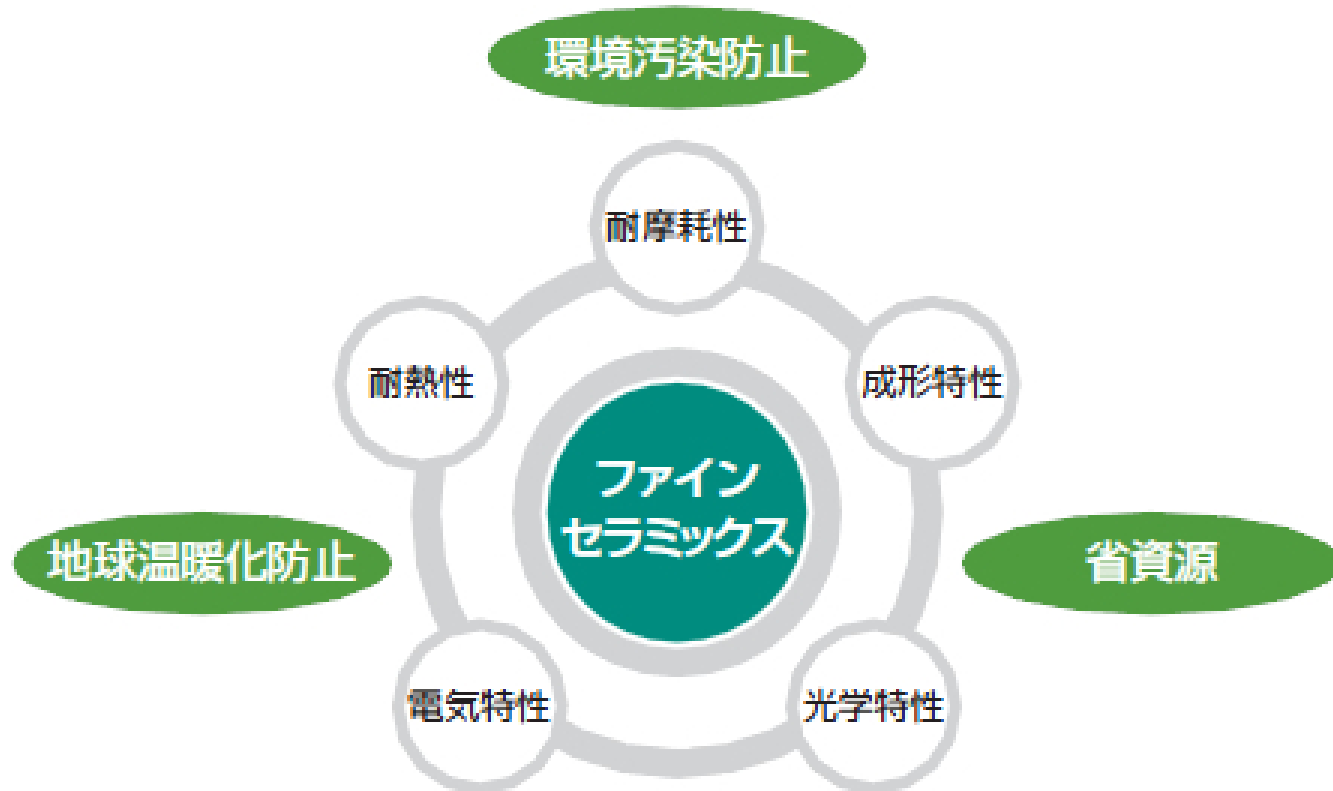 環境汚染防止
耐摩耗性
耐熱性
成形特性
ファイン
セラミックス
地球温暖化防止
省資源
電気特性
光学特性